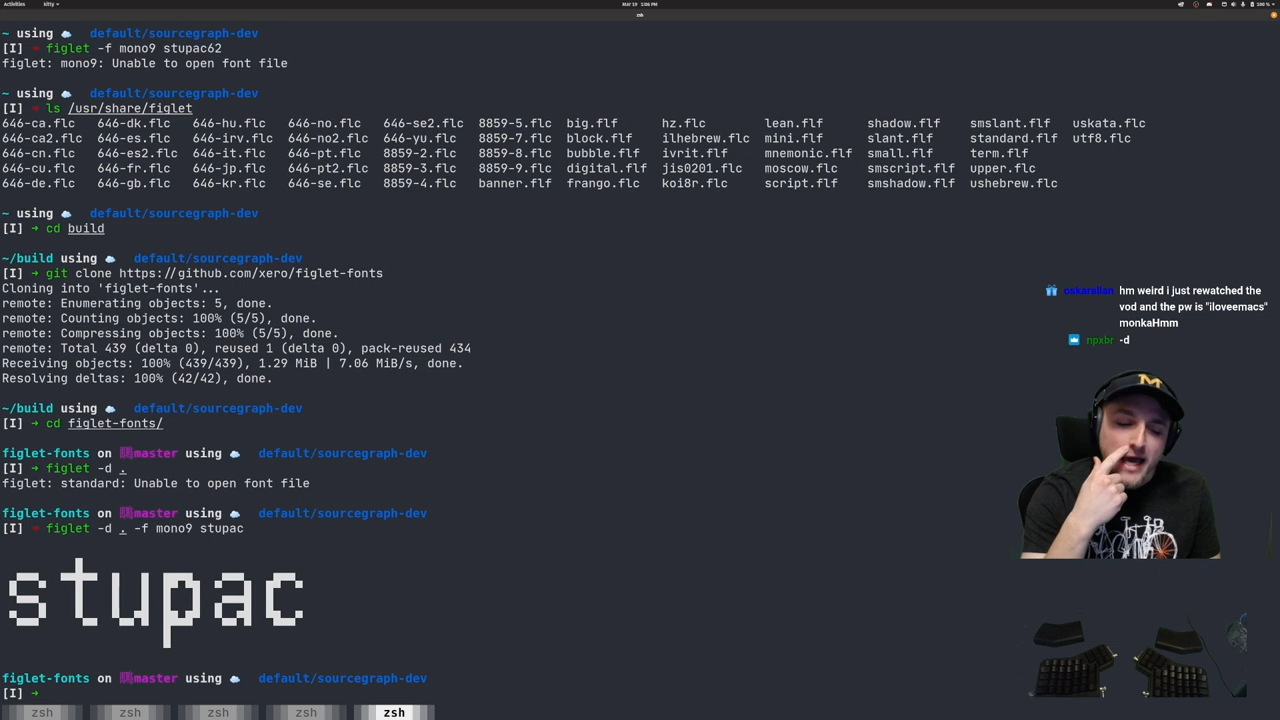 Activities kitty Mar 19 1:06 PM 100 %
zsh
~ using default/sourcegraph-dev
[I] ➜ figlet -f mono9 stupac62
figlet: mono9: Unable to open font file
~ using default/sourcegraph-dev
[I] ➜ ls /usr/share/figlet
646-ca.flc 646-dk.flc 646-hu.flc 646-no.flc 646-se2.flc 8859-5.flc big.flf hz.flc lean.flf shadow.flf smslant.flf uskata.flc
646-ca2.flc 646-es.flc 646-irv.flc 646-no2.flc 646-yu.flc 8859-7.flc block.flf ilhebrew.flc mini.flf slant.flf standard.flf utf8.flc
646-cn.flc 646-es2.flc 646-it.flc 646-pt.flc 8859-2.flc 8859-8.flc bubble.flf ivrit.flf mnemonic.flf small.flf term.flf
646-cu.flc 646-fr.flc 646-jp.flc 646-pt2.flc 8859-3.flc 8859-9.flc digital.flf jis0201.flc moscow.flc smscript.flf upper.flc
646-de.flc 646-gb.flc 646-kr.flc 646-se.flc 8859-4.flc banner.flf frango.flc koi8r.flc script.flf smshadow.flf ushebrew.flc
~ using default/sourcegraph-dev
[I] ➜ cd build
~/build using default/sourcegraph-dev
[I] ➜ git clone https://github.com/xero/figlet-fonts
Cloning into 'figlet-fonts'...
remote: Enumerating objects: 5, done.
remote: Counting objects: 100% (5/5), done.
remote: Compressing objects: 100% (5/5), done.
remote: Total 439 (delta 0), reused 1 (delta 0), pack-reused 434
Receiving objects: 100% (439/439), 1.29 MiB | 7.06 MiB/s, done.
Resolving deltas: 100% (42/42), done.
~/build using default/sourcegraph-dev
[I] ➜ cd figlet-fonts/
figlet-fonts on master using default/sourcegraph-dev
[I] ➜ figlet -d .
figlet: standard: Unable to open font file
figlet-fonts on master using default/sourcegraph-dev
[I] ➜ figlet -d . -f mono9 stupac
stupac
figlet-fonts on master using default/sourcegraph-dev
[I] ➜
zsh zsh zsh zsh zsh
oskarallan hm weird i just rewatched the
vod and the pw is "iloveemacs"
monkaHmm
npxbr -d
M